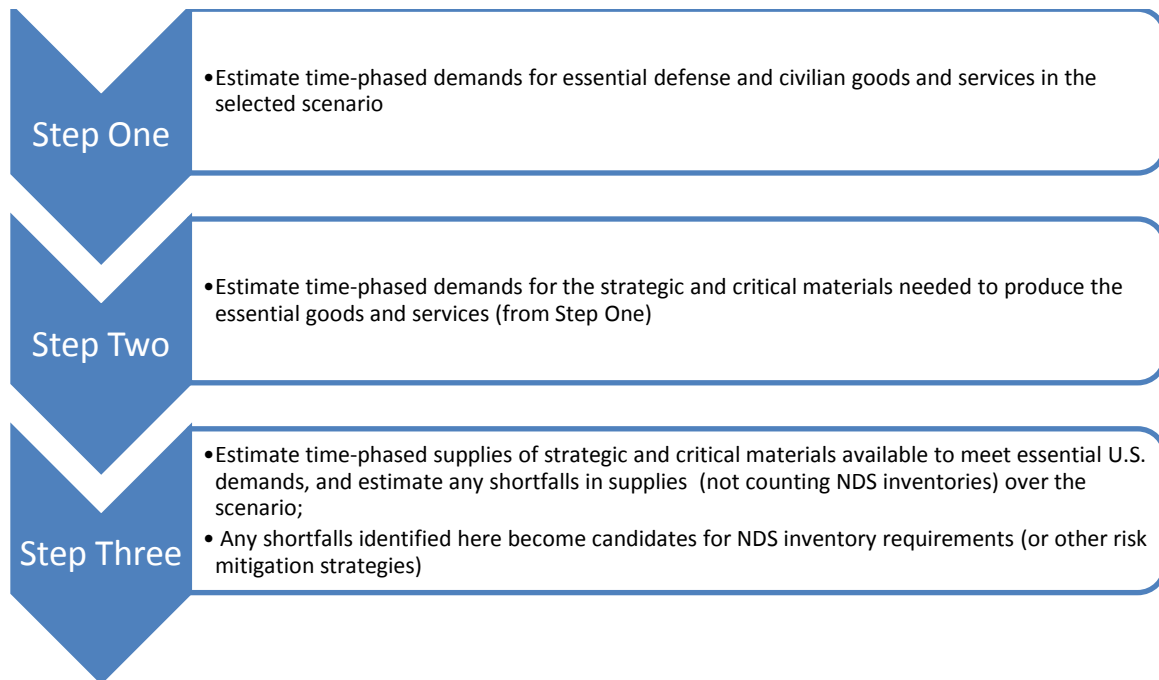 Step One
•Estimate time-phased demands for essential defense and civilian goods and services in the
selected scenario
Step Two
•Estimate time-phased demands for the strategic and critical materials needed to produce the
essential goods and services (from Step One)
Step Three
•Estimate time-phased supplies of strategic and critical materials available to meet essential U.S.
demands, and estimate any shortfalls in supplies  (not counting NDS inventories) over the
scenario;
• Any shortfalls identified here become candidates for NDS inventory requirements (or other risk
mitigation strategies)